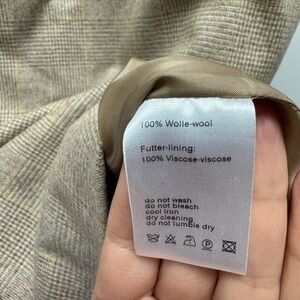 100% Wolle-wool
Futter-lining:
100% Viscose-viscose
do not wash
do not bleach
cool iron
dry cleaning
do not tumble dry